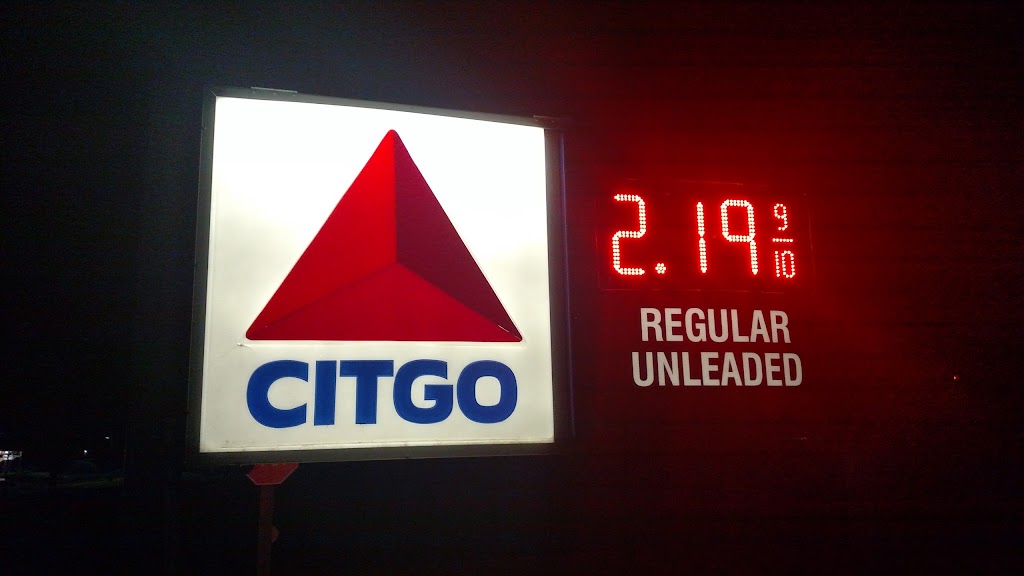 CITGO
2.19 9/10
REGULAR
UNLEADED